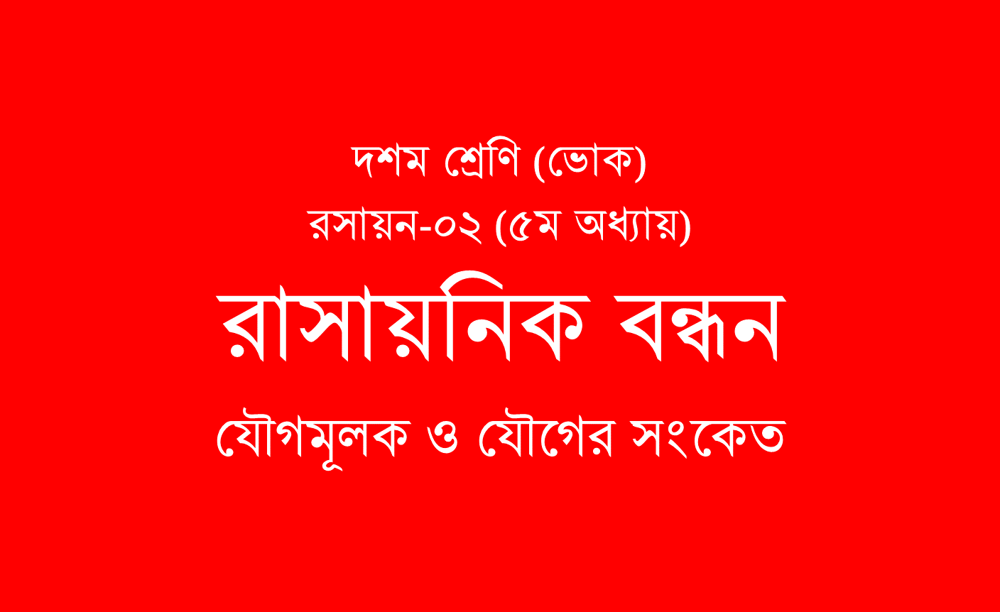 দশম শ্রেণি (ভোক)
রসায়ন-০২ (৫ম অধ্যায়)
রাসায়নিক বন্ধন
যৌগমূলক ও যৌগের সংকেত